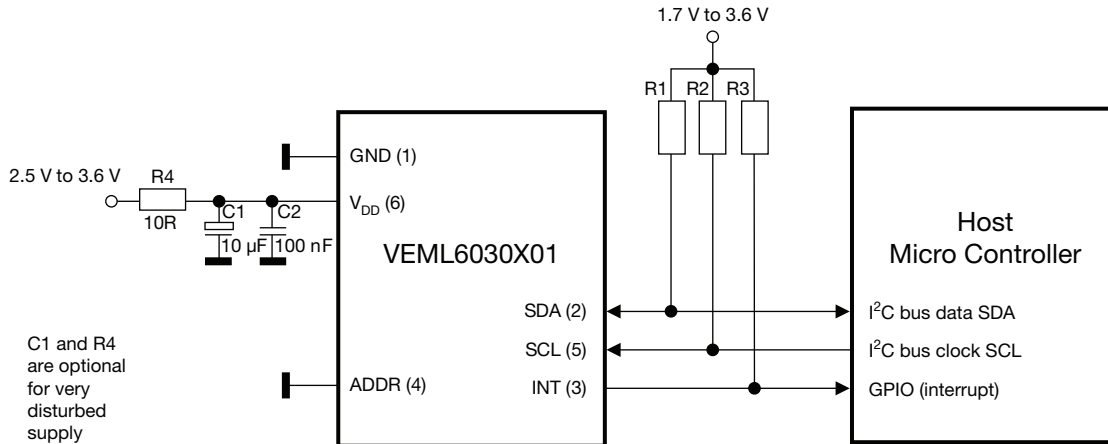 1.7 V to 3.6 V
R1 R2 R3
GND (1)
2.5 V to 3.6 V
R4
10R
C1
10 µF
C2
100 nF
V_DD (6)
VEML6030X01
Host
Micro Controller
SDA (2)
I²C bus data SDA
SCL (5)
I²C bus clock SCL
ADDR (4)
INT (3)
GPIO (interrupt)
C1 and R4
are optional
for very
disturbed
supply